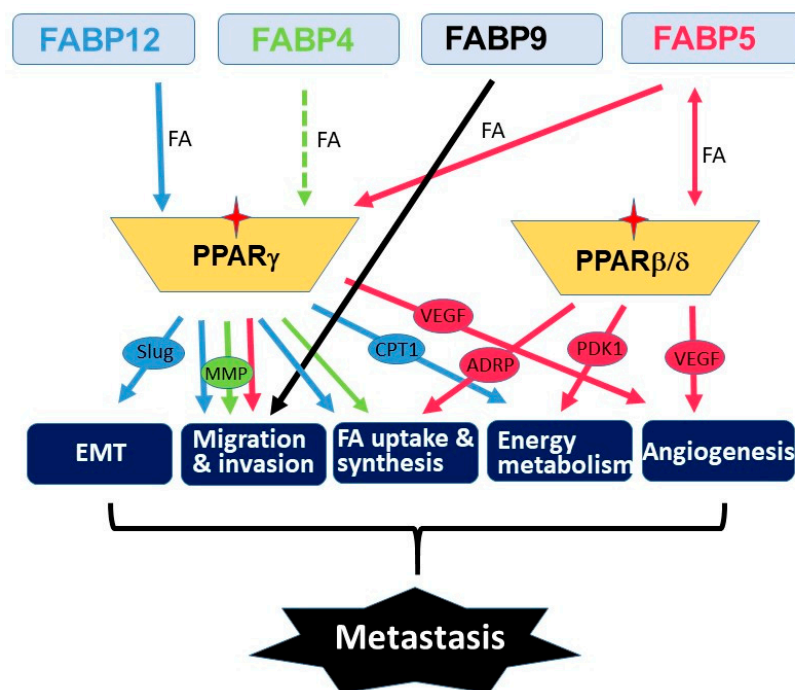 FABP12
FABP4
FABP9
FABP5
FA
FA
FA
FA
PPARγ
PPARβ/δ
Slug
MMP
CPT1
VEGF
ADRP
PDK1
VEGF
EMT
Migration
& invasion
FA uptake &
synthesis
Energy
metabolism
Angiogenesis
Metastasis